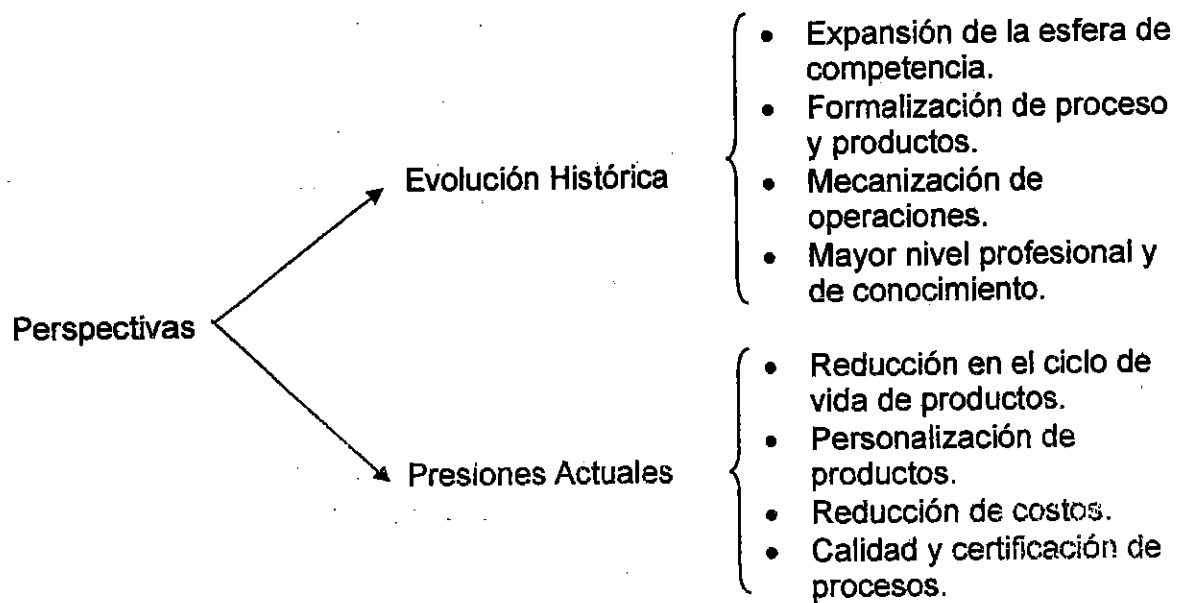 Perspectivas
Evolución Histórica
• Expansión de la esfera de
competencia.
• Formalización de proceso
y productos.
• Mecanización de
operaciones.
• Mayor nivel profesional y
de conocimiento.
Presiones Actuales
• Reducción en el ciclo de
vida de productos.
• Personalización de
productos.
• Reducción de costos.
• Calidad y certificación de
procesos.